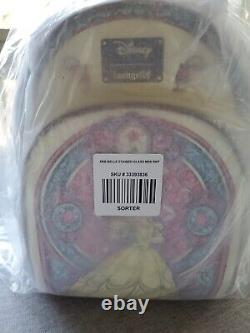 Disney
Loungefly
SKU # 33393836
SORTER